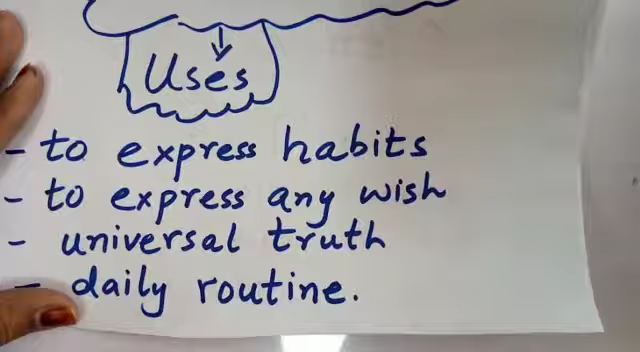 Uses
- to express habits
- to express any wish
- universal truth
- daily routine.